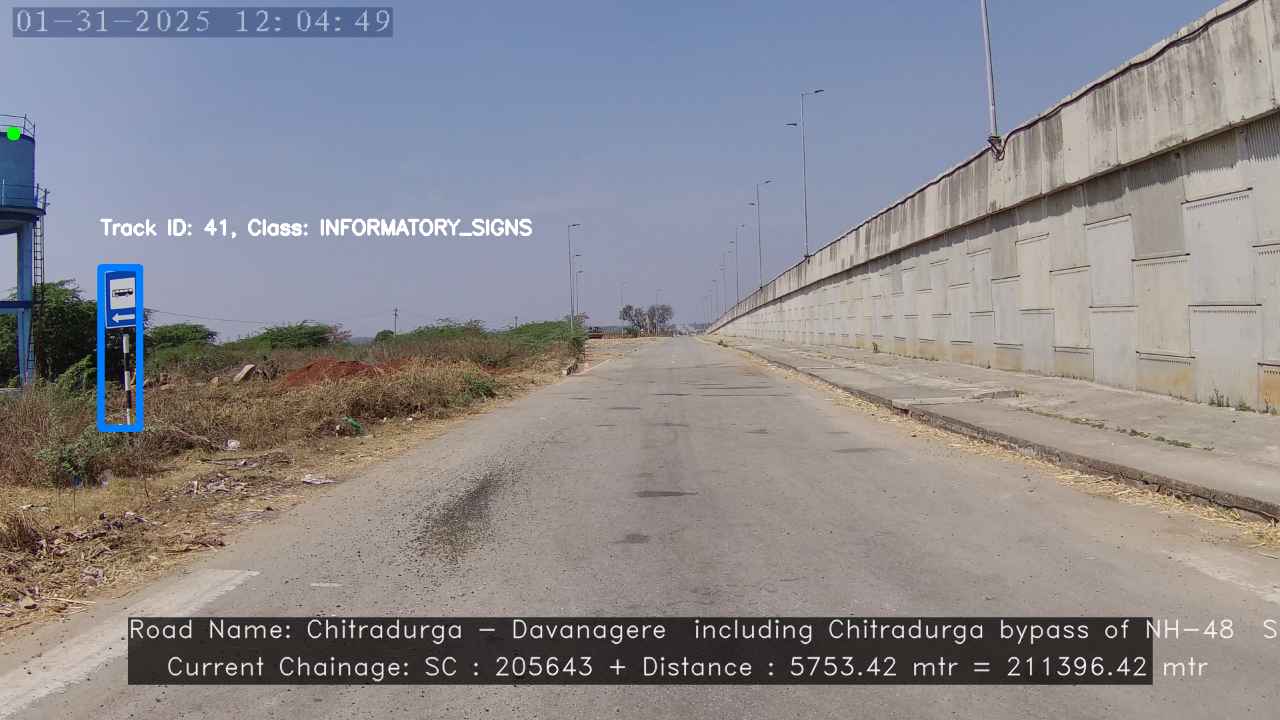 01-31-2025 12:04:49
Track ID: 41, Class: INFORMATORY_SIGNS
Road Name: Chitradurga - Davanagere including Chitradurga bypass of NH-48 S
Current Chainage: SC : 205643 + Distance : 5753.42 mtr = 211396.42 mtr